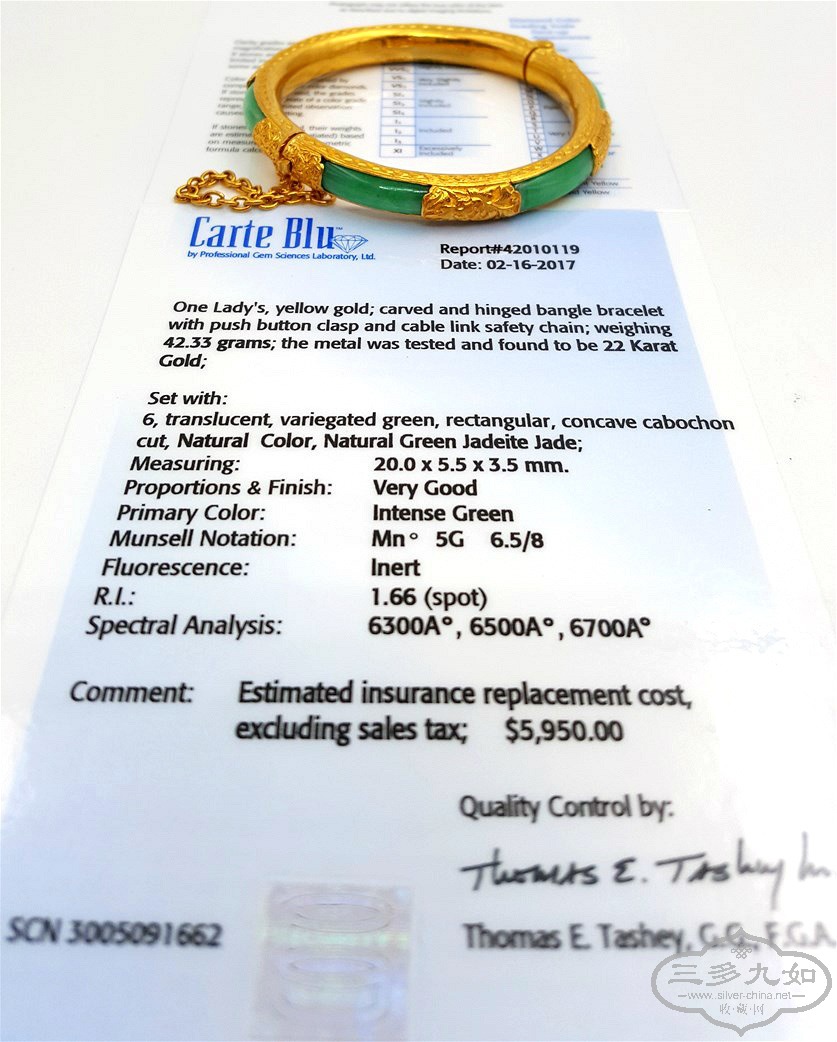 Carte Blu™
by Professional Gem Sciences Laboratory, Ltd.
Report#42010119
Date: 02-16-2017
One Lady's, yellow gold; carved and hinged bangle bracelet
with push button clasp and cable link safety chain; weighing
42.33 grams; the metal was tested and found to be 22 Karat
Gold;
Set with:
6, translucent, variegated green, rectangular, concave cabochon
cut, Natural Color, Natural Green Jadeite Jade;
Measuring: 20.0 x 5.5 x 3.5 mm.
Proportions & Finish: Very Good
Primary Color: Intense Green
Munsell Notation: Mn° 5G 6.5/8
Fluorescence: Inert
R.I.: 1.66 (spot)
Spectral Analysis: 6300A°, 6500A°, 6700A°
Comment: Estimated insurance replacement cost,
excluding sales tax; $5,950.00
Quality Control by:
Thomas E. Tashey
SCN 3005091662
Thomas E. Tashey, G.G., F.G.A.
三多九如
www.silver-china.net
收·藏·网